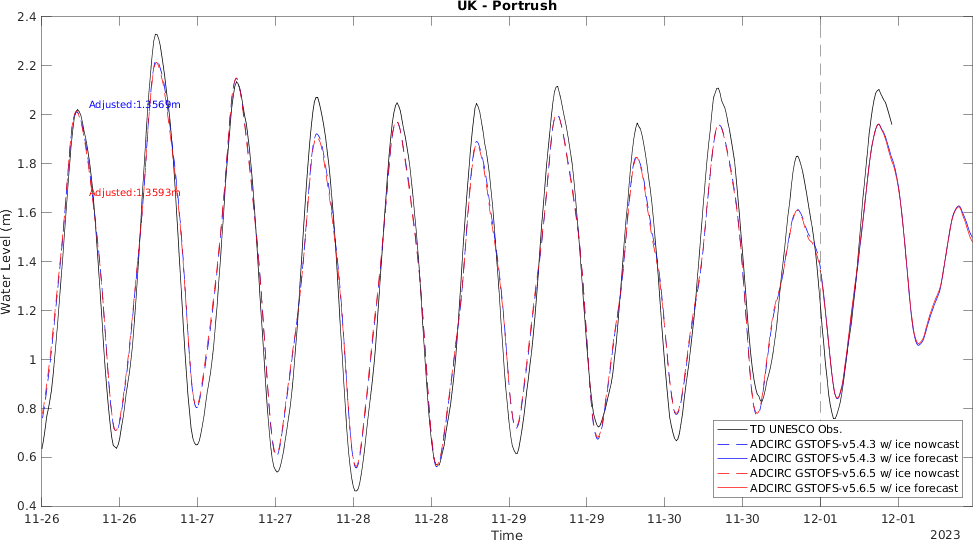 UK - Portrush
2.4
2.2
2
1.8
1.6
1.4
1.2
1
0.8
0.6
0.4
Water Level (m)
Adjusted:1.3569m
Adjusted:1.3593m
TD UNESCO Obs.
ADCIRC GSTOFS-v5.4.3 w/ ice nowcast
ADCIRC GSTOFS-v5.4.3 w/ ice forecast
ADCIRC GSTOFS-v5.6.5 w/ ice nowcast
ADCIRC GSTOFS-v5.6.5 w/ ice forecast
11-26 11-26 11-27 11-27 11-28 11-28 11-29 11-29 11-30 11-30 12-01 12-01
Time
2023